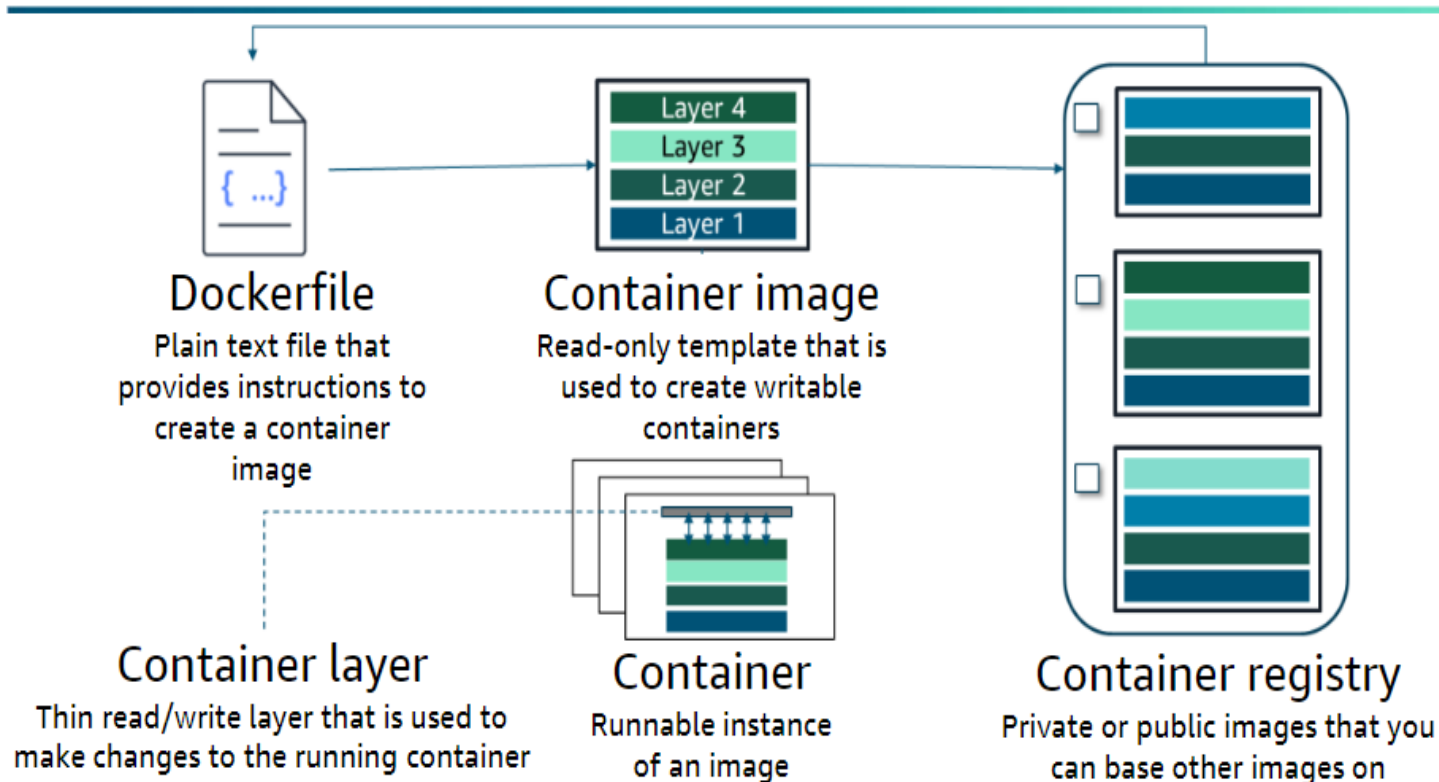 { ...}
Layer 4
Layer 3
Layer 2
Layer 1
Dockerfile
Plain text file that
provides instructions to
create a container
image
Container image
Read-only template that is
used to create writable
containers
Container layer
Thin read/write layer that is used to
make changes to the running container
Container
Runnable instance
of an image
Container registry
Private or public images that you
can base other images on